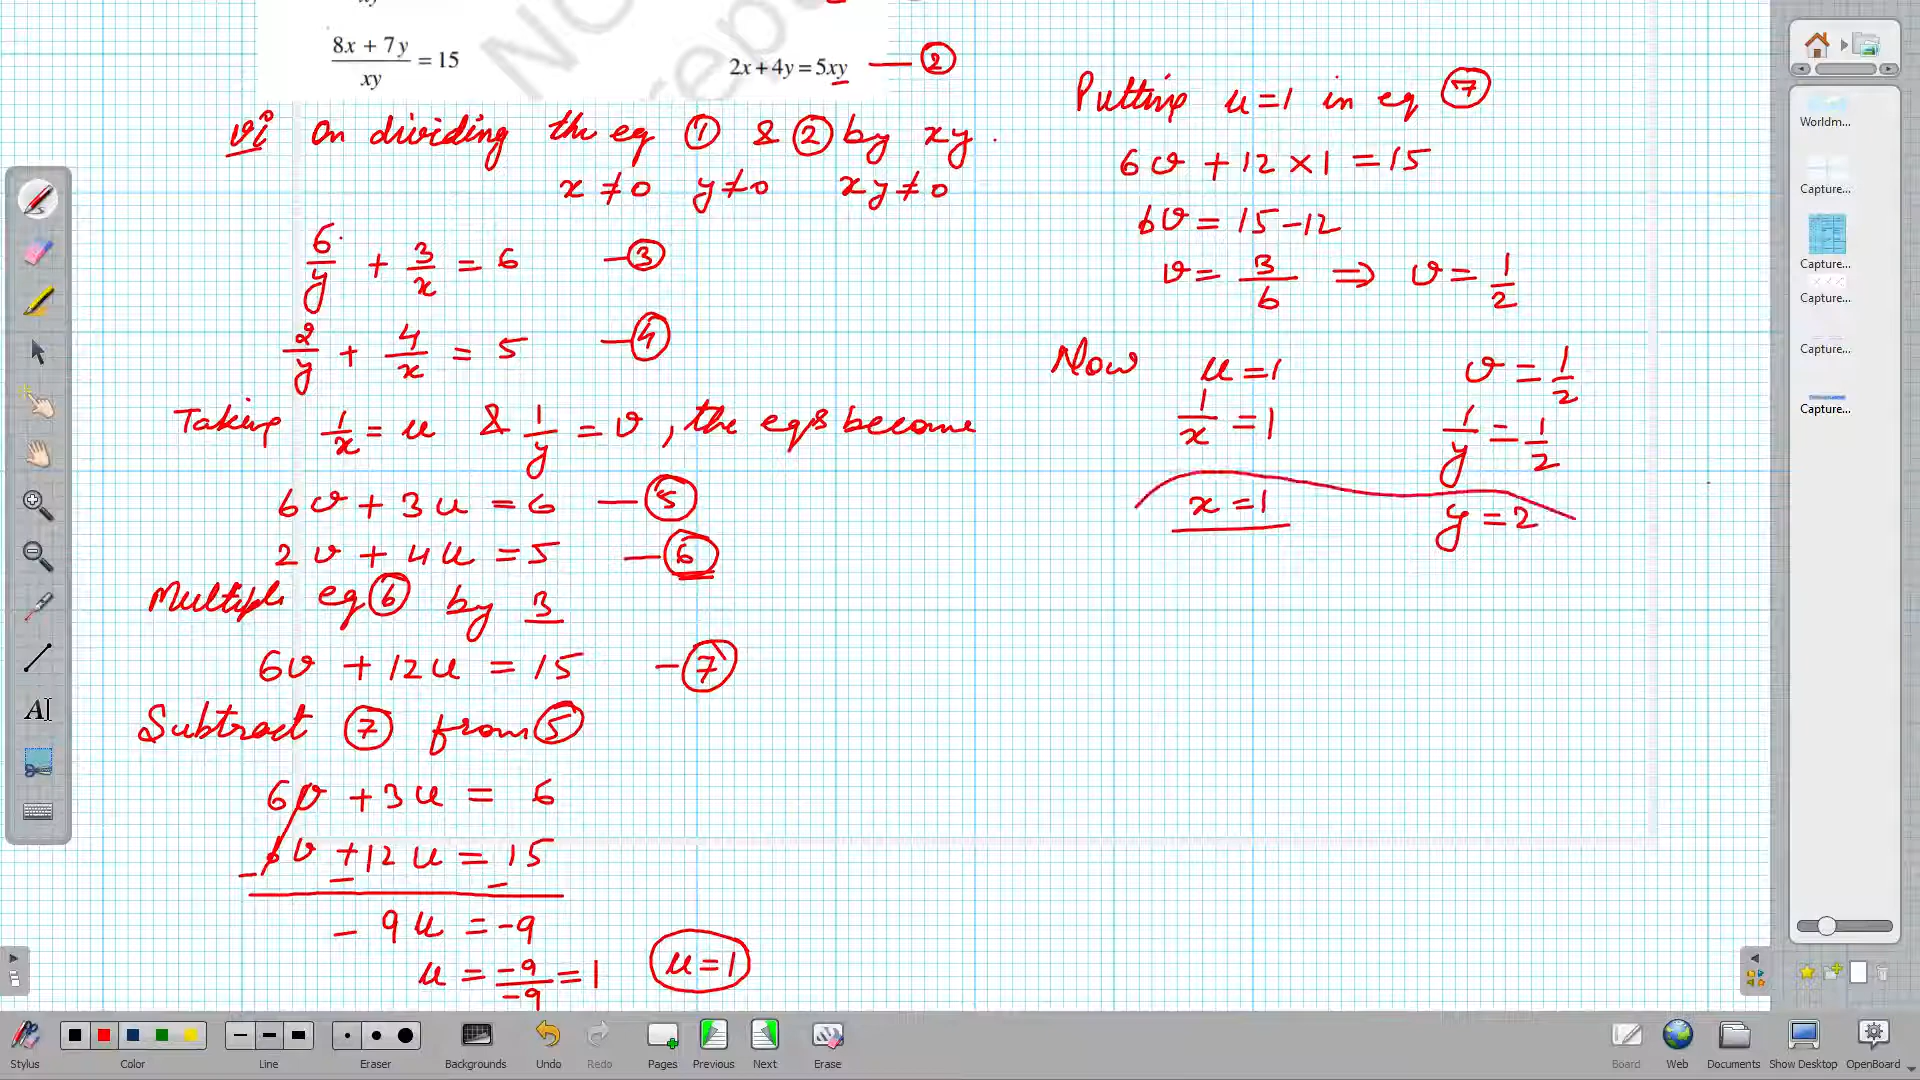 xy
8x + 7y
———— = 15
xy
2x + 4y = 5xy — ②
vi On dividing the eq ① & ② by xy.
x ≠ 0 y ≠ 0 xy ≠ 0
6/y + 3/x = 6 — ③
2/y + 4/x = 5 — ④
Taking 1/x = u & 1/y = v, the eqs become
6v + 3u = 6 — ⑤
2v + 4u = 5 — ⑥
Multiple eq ⑥ by 3
6v + 12u = 15 — ⑦
Subtract ⑦ from ⑤
6v + 3u = 6
6v + 12u = 15
- - -
- 9u = -9
u = -9/-9 = 1 u = 1
Putting u = 1 in eq ⑦
6v + 12 × 1 = 15
6v = 15 - 12
v = 3/6 ⇒ v = 1/2
Now u = 1 v = 1/2
1/x = 1 1/y = 1/2
x = 1 y = 2
Worldm...
Capture...
Capture...
Capture...
Capture...
Capture...
A
Stylus
Color
Line
Eraser
Backgrounds
Undo
Redo
Pages
Previous
Next
Erase
Board
Web
Documents
Show Desktop
OpenBoard